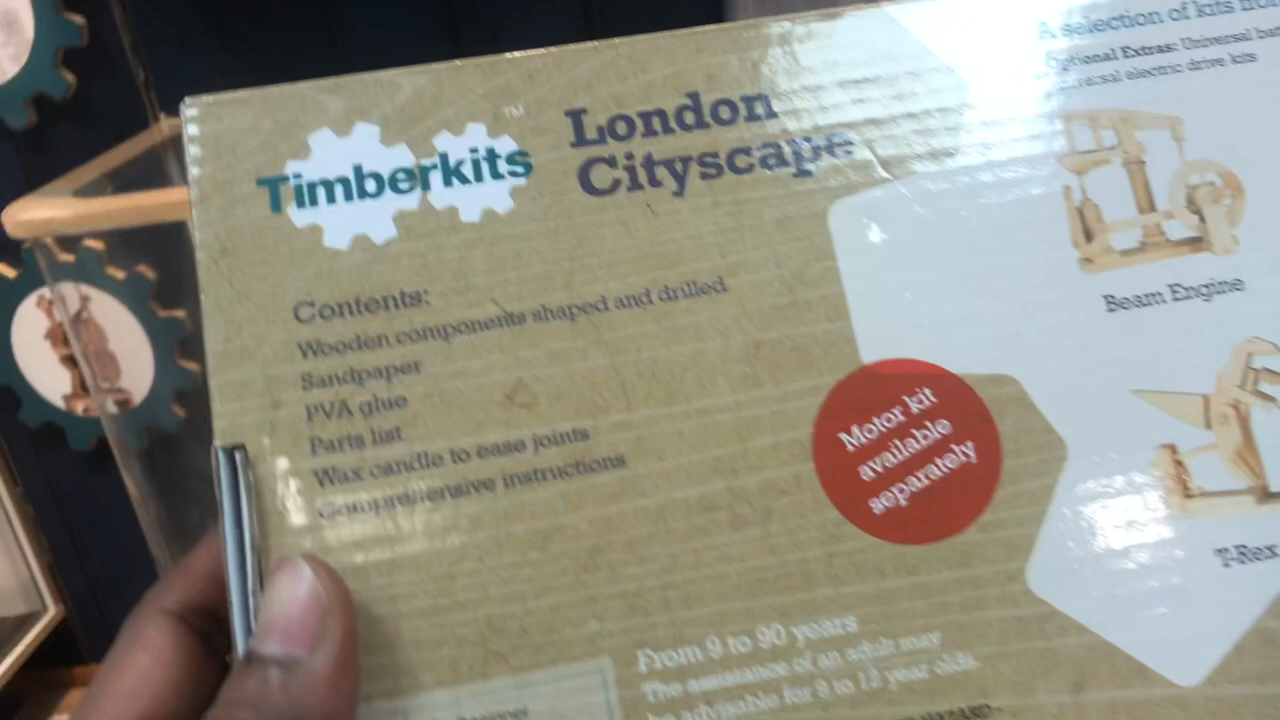 Timberkits™
London
Cityscape
Contents:
Wooden components shaped and drilled
Sandpaper
PVA glue
Parts list
Wax candle to ease joints
Comprehensive instructions
Motor kit
available
separately
From 9 to 90 years
The assistance of an adult may
be advisable for 9 to 12 year olds.
A selection of kits from
Optional Extras: Universal
universal electric drive kits
Beam Engine
T-Rex